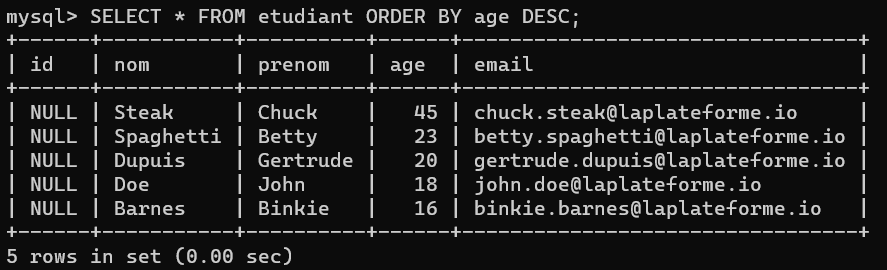 mysql> SELECT * FROM etudiant ORDER BY age DESC;
+------+-----------+----------+------+---------------------------------+
| id   | nom       | prenom   | age  | email                           |
+------+-----------+----------+------+---------------------------------+
| NULL | Steak     | Chuck    |   45 | chuck.steak@laplateforme.io     |
| NULL | Spaghetti | Betty    |   23 | betty.spaghetti@laplateforme.io |
| NULL | Dupuis    | Gertrude |   20 | gertrude.dupuis@laplateforme.io |
| NULL | Doe       | John     |   18 | john.doe@laplateforme.io        |
| NULL | Barnes    | Binkie   |   16 | binkie.barnes@laplateforme.io   |
+------+-----------+----------+------+---------------------------------+
5 rows in set (0.00 sec)